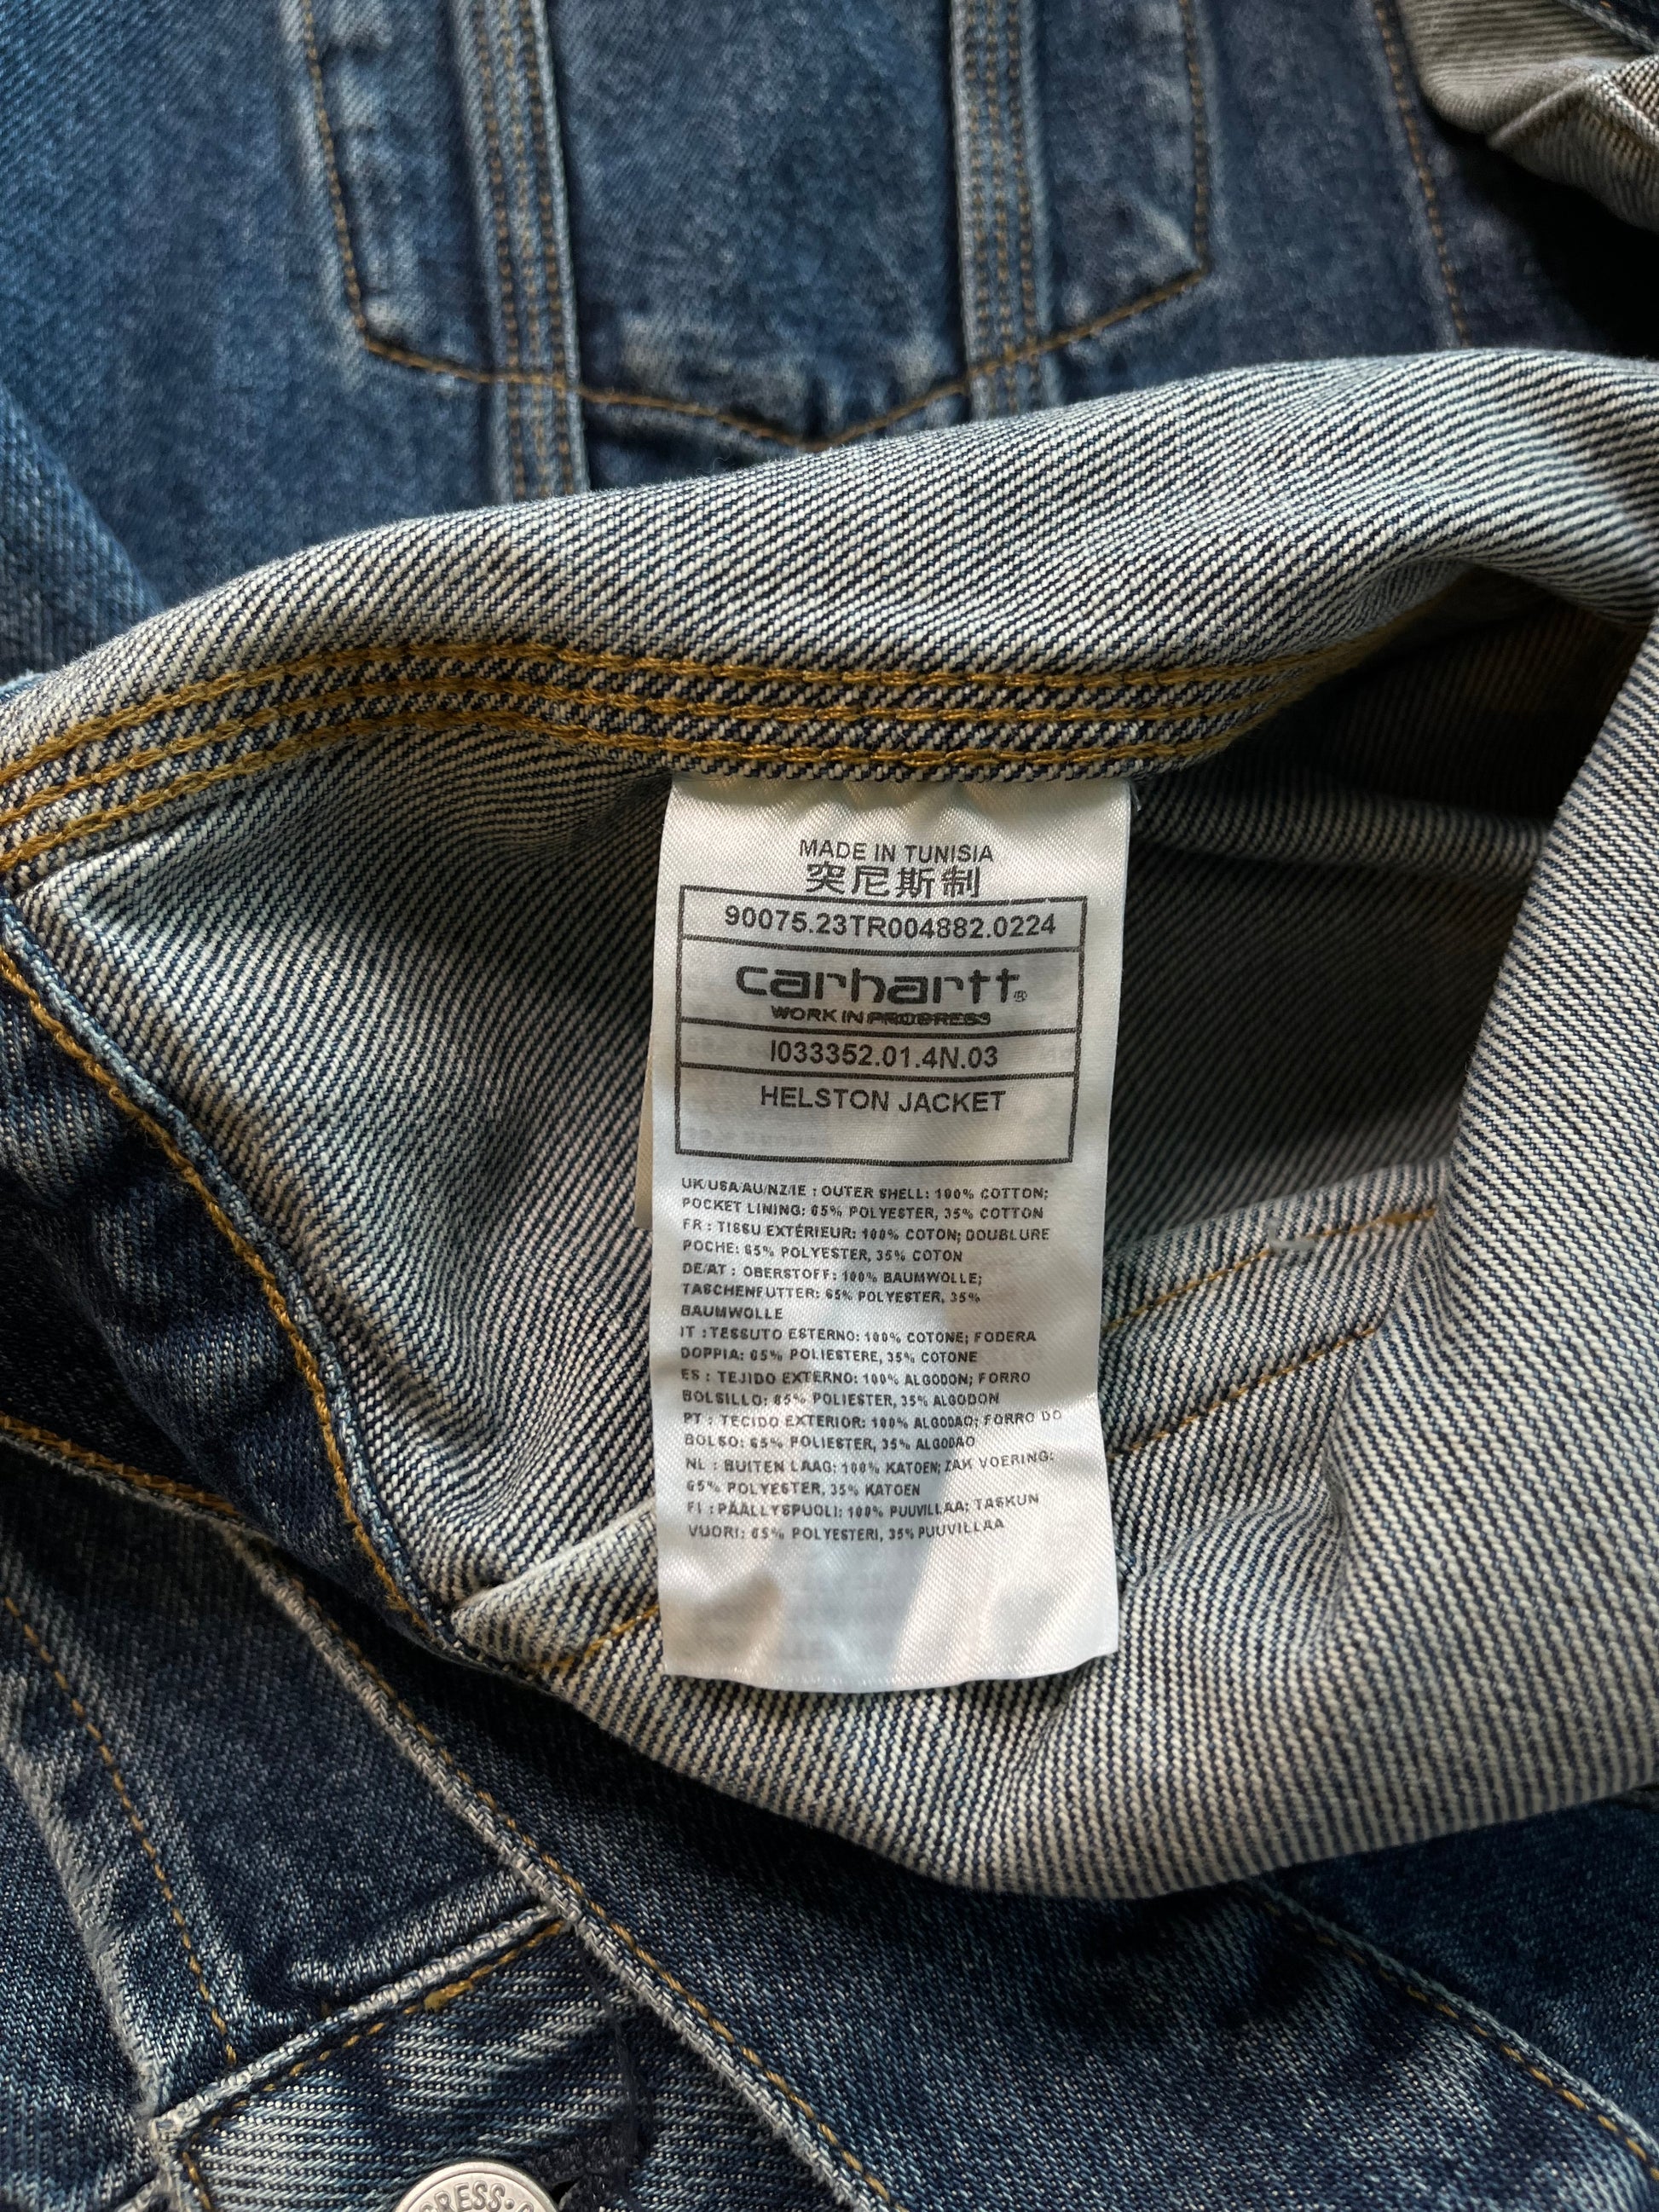 MADE IN TUNISIA
突尼斯制
90075.23TR004882.0224
carhartt®
WORK IN PROGRESS
I033352.01.4N.03
HELSTON JACKET
UK/USA/AU/NZ/IE : OUTER SHELL: 100% COTTON;
POCKET LINING: 65% POLYESTER, 35% COTTON
FR : TISSU EXTÉRIEUR: 100% COTON; DOUBLURE
POCHE: 65% POLYESTER, 35% COTON
DE/AT : OBERSTOFF: 100% BAUMWOLLE;
TASCHENFUTTER: 65% POLYESTER, 35%
BAUMWOLLE
IT : TESSUTO ESTERNO: 100% COTONE; FODERA
DOPPIA: 65% POLIESTERE, 35% COTONE
ES : TEJIDO EXTERNO: 100% ALGODON; FORRO
BOLSILLO: 65% POLIESTER, 35% ALGODON
PT : TECIDO EXTERIOR: 100% ALGODAO; FORRO DO
BOLSO: 65% POLIESTER, 35% ALGODAO
NL : BUITEN LAAG: 100% KATOEN; ZAK VOERING:
65% POLYESTER, 35% KATOEN
FI : PÄÄLLYSPUOLI: 100% PUUVILLAA; TASKUN
VUORI: 65% POLYESTERI, 35% PUUVILLAA